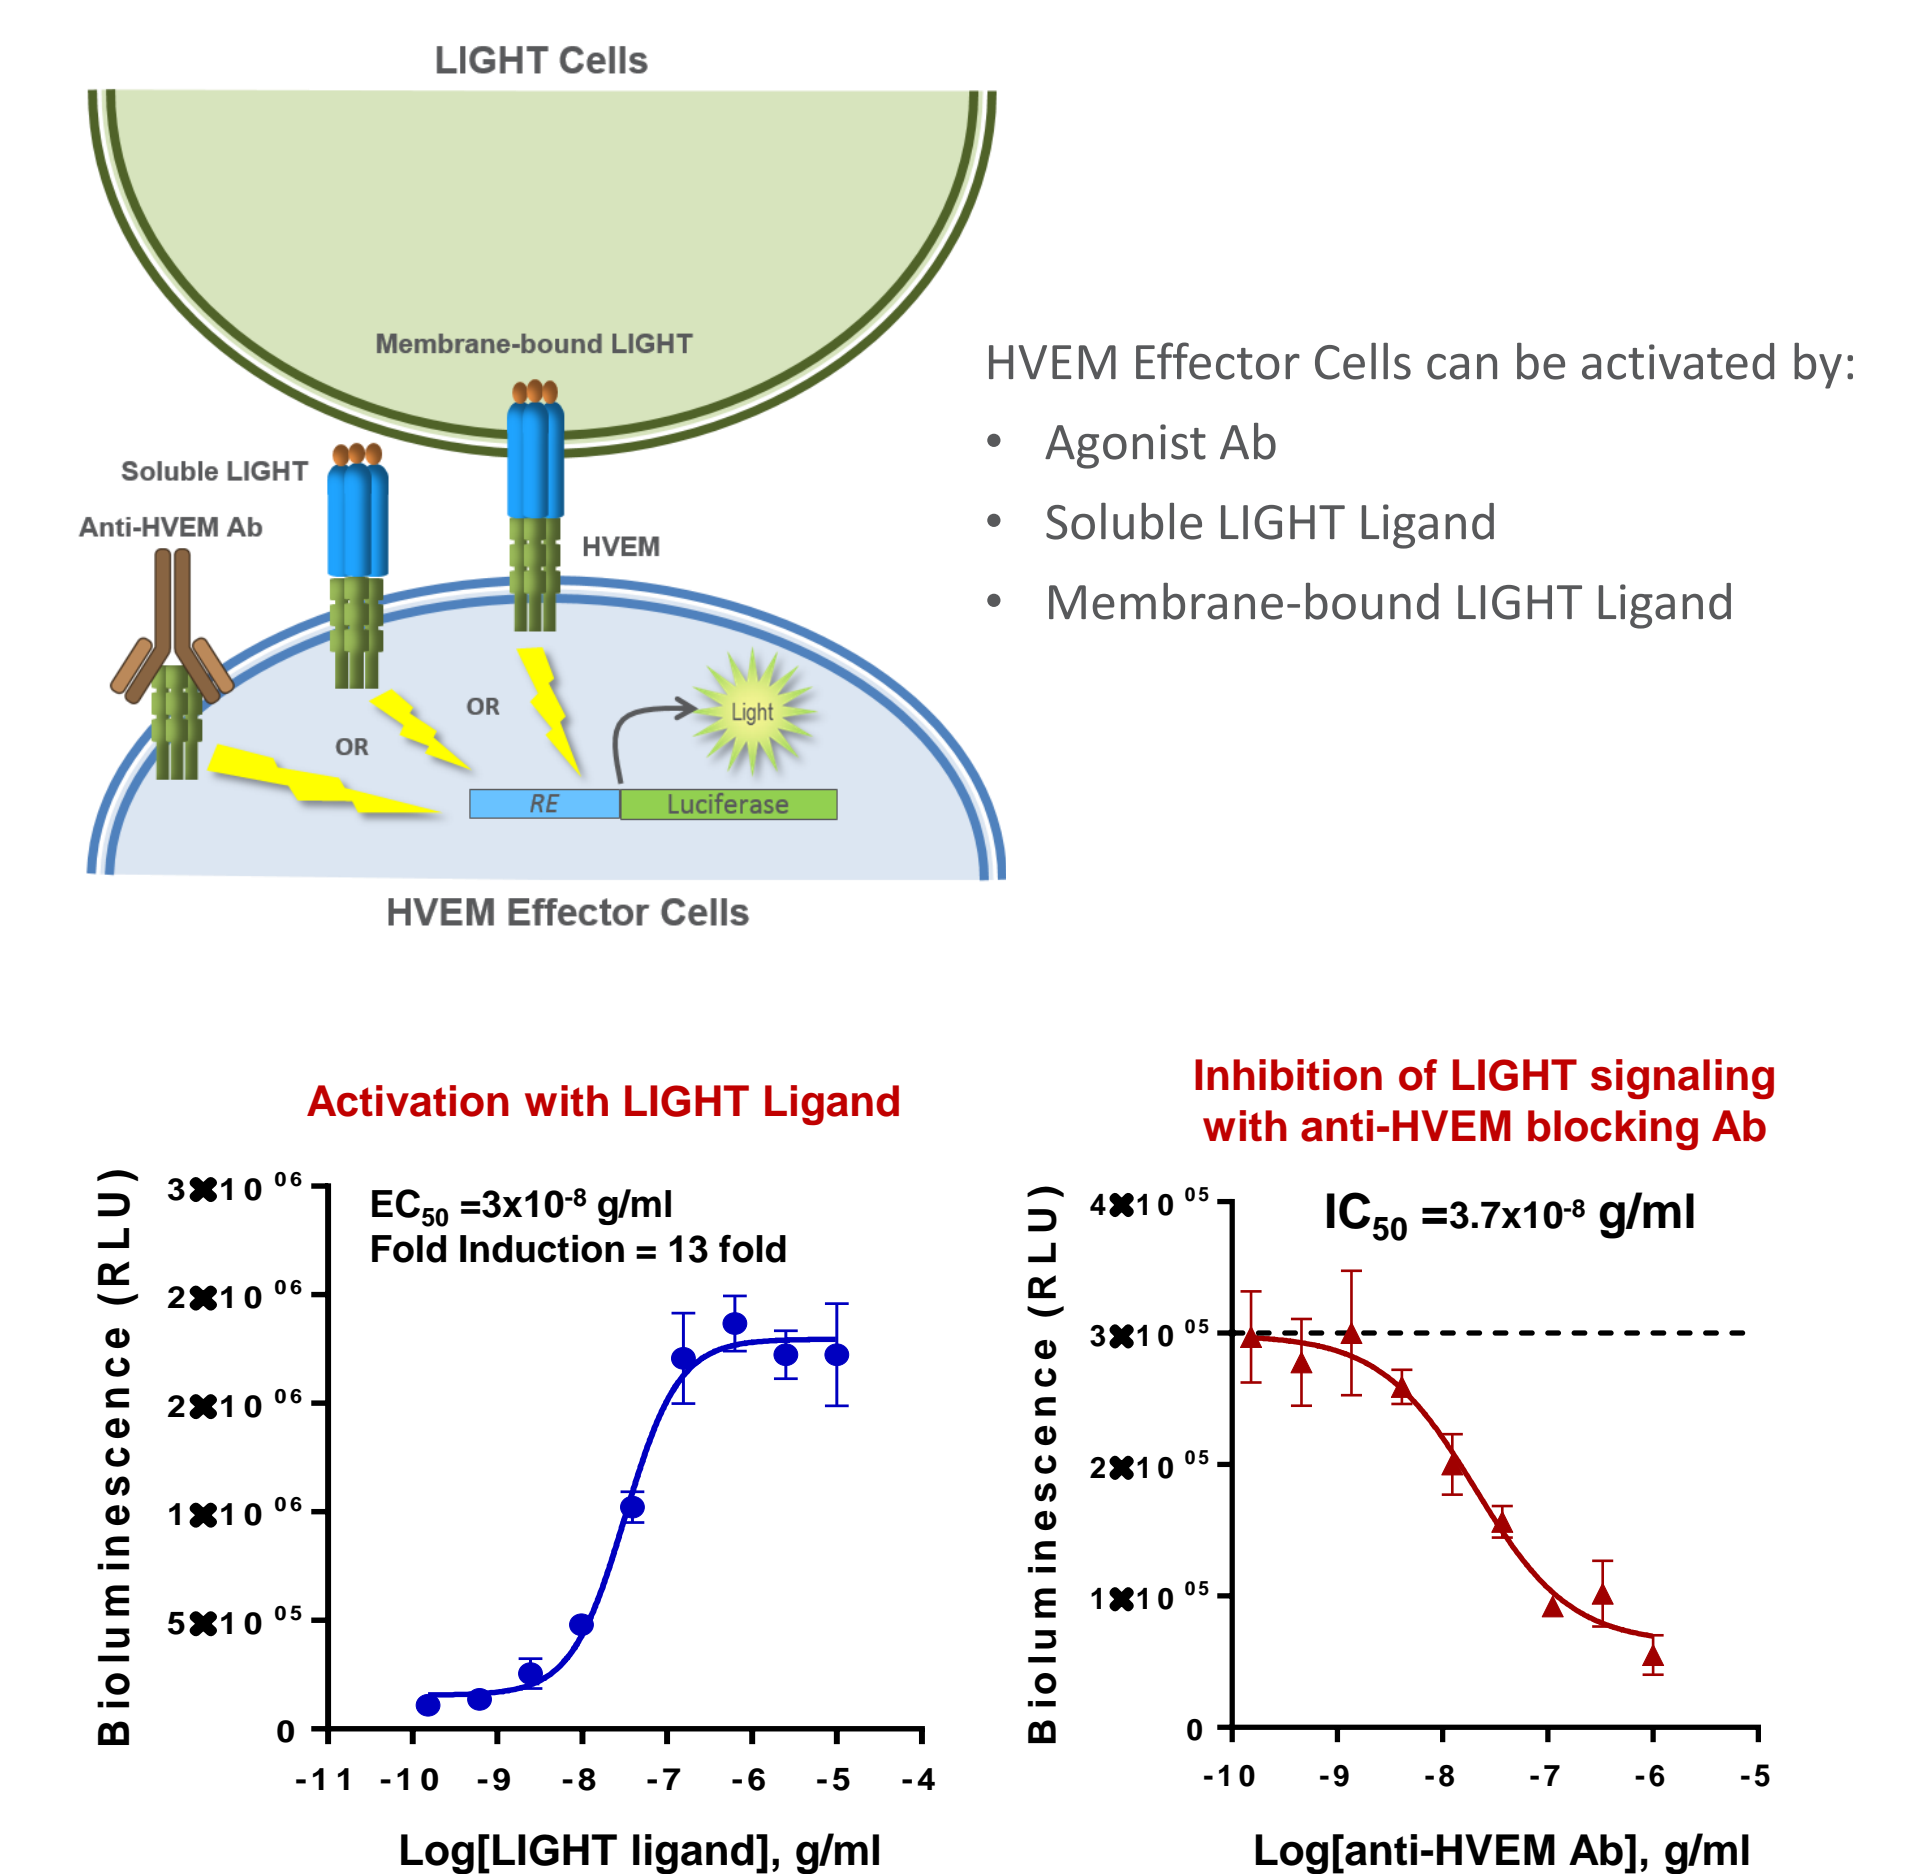 LIGHT Cells
Membrane-bound LIGHT
Soluble LIGHT
Anti-HVEM Ab
HVEM
OR
OR
Light
RE
Luciferase
HVEM Effector Cells
HVEM Effector Cells can be activated by:
• Agonist Ab
• Soluble LIGHT Ligand
• Membrane-bound LIGHT Ligand
Activation with LIGHT Ligand
Bioluminescence (RLU)
3✖10 06
2✖10 06
2✖10 06
1✖10 06
5✖10 05
0
EC50 =3x10-8 g/ml
Fold Induction = 13 fold
-11 -10 -9 -8 -7 -6 -5 -4
Log[LIGHT ligand], g/ml
Inhibition of LIGHT signaling
with anti-HVEM blocking Ab
Bioluminescence (RLU)
4✖10 05
3✖10 05
2✖10 05
1✖10 05
0
IC50 =3.7x10-8 g/ml
-10 -9 -8 -7 -6 -5
Log[anti-HVEM Ab], g/ml